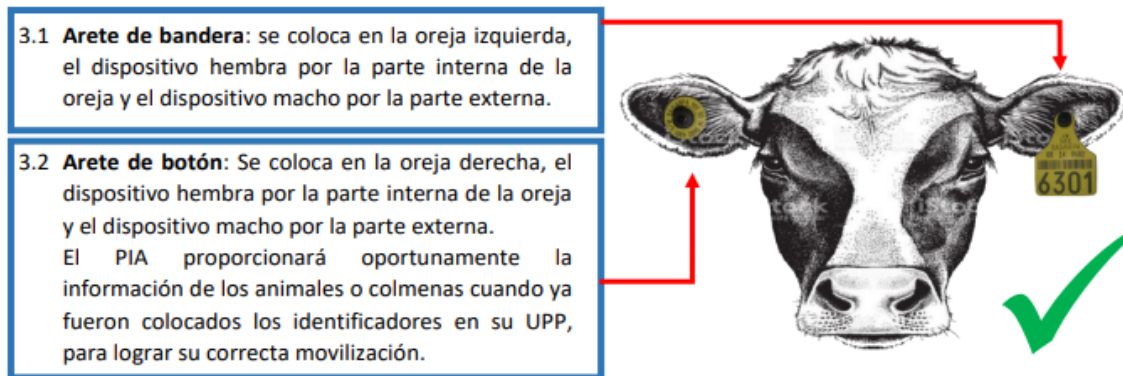 3.1 Arete de bandera: se coloca en la oreja izquierda,
el dispositivo hembra por la parte interna de la
oreja y el dispositivo macho por la parte externa.
3.2 Arete de botón: Se coloca en la oreja derecha, el
dispositivo hembra por la parte interna de la oreja
y el dispositivo macho por la parte externa.
El PIA proporcionará oportunamente la
información de los animales o colmenas cuando ya
fueron colocados los identificadores en su UPP,
para lograr su correcta movilización.
6301